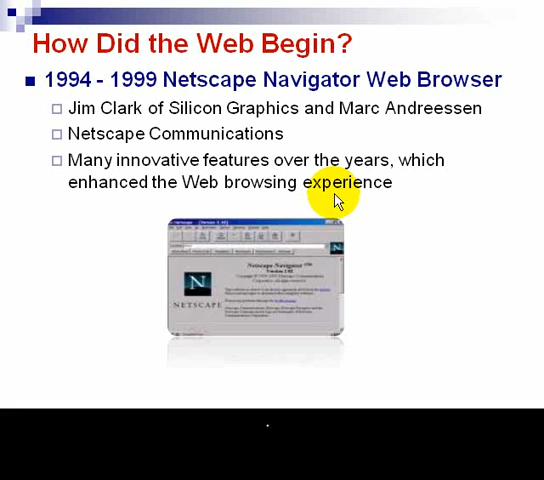 How Did the Web Begin?
1994 - 1999 Netscape Navigator Web Browser
Jim Clark of Silicon Graphics and Marc Andreessen
Netscape Communications
Many innovative features over the years, which
enhanced the Web browsing experience
Netscape Navigator
N
NETSCAPE